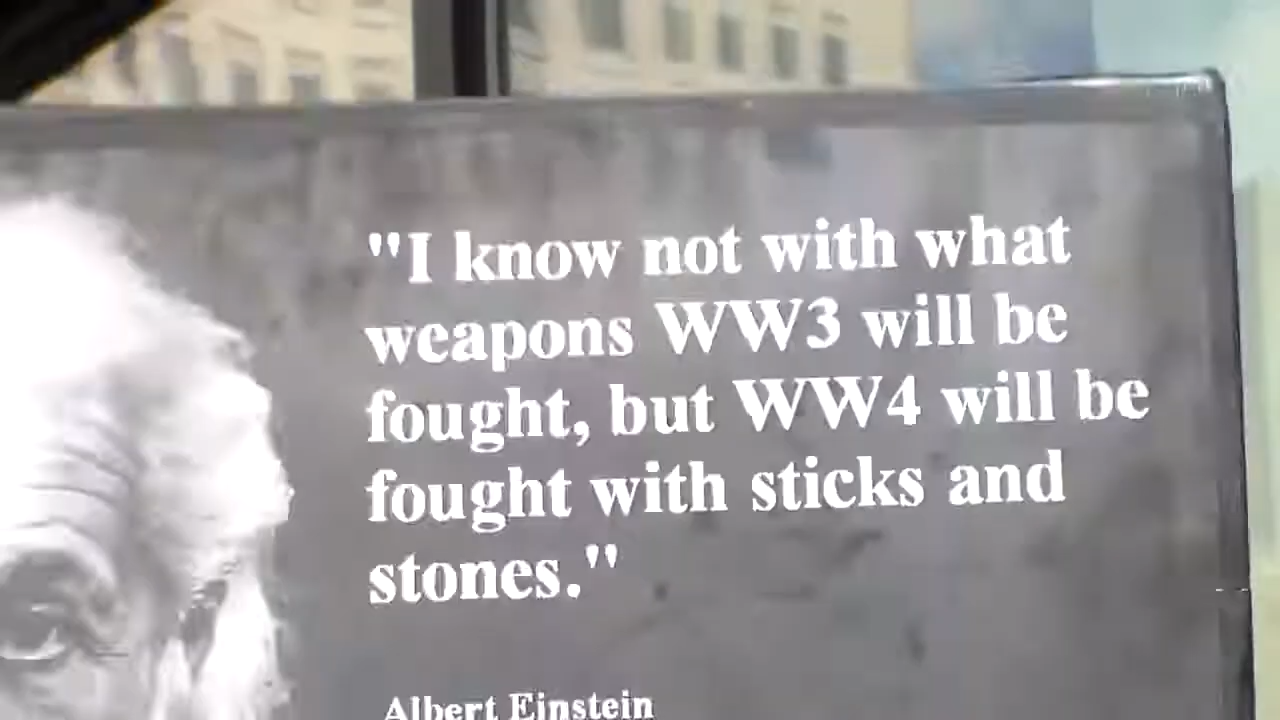 "I know not with what
weapons WW3 will be
fought, but WW4 will be
fought with sticks and
stones."
Albert Einstein